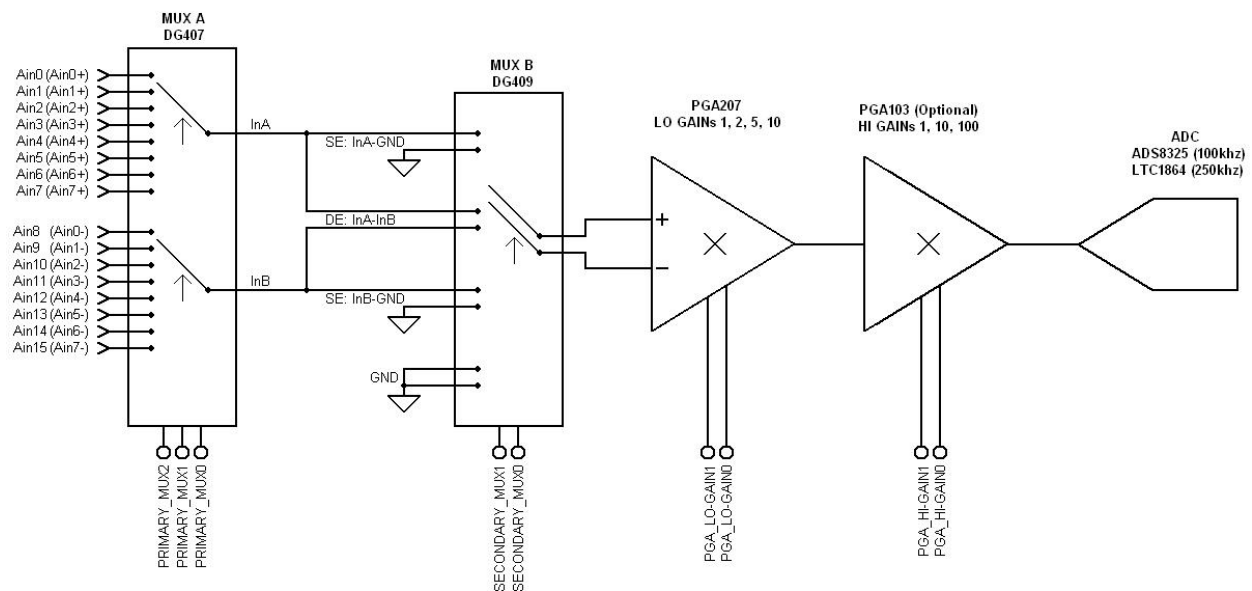 MUX A
DG407
Ain0 (Ain0+)
Ain1 (Ain1+)
Ain2 (Ain2+)
Ain3 (Ain3+)
Ain4 (Ain4+)
Ain5 (Ain5+)
Ain6 (Ain6+)
Ain7 (Ain7+)
Ain8 (Ain0-)
Ain9 (Ain1-)
Ain10 (Ain2-)
Ain11 (Ain3-)
Ain12 (Ain4-)
Ain13 (Ain5-)
Ain14 (Ain6-)
Ain15 (Ain7-)
PRIMARY_MUX2
PRIMARY_MUX1
PRIMARY_MUX0
InA
SE: InA-GND
DE: InA-InB
InB
SE: InB-GND
GND
MUX B
DG409
SECONDARY_MUX1
SECONDARY_MUX0
PGA207
LO GAINs 1, 2, 5, 10
+
−
PGA_LO-GAIN1
PGA_LO-GAIN0
PGA103 (Optional)
HI GAINs 1, 10, 100
PGA_HI-GAIN1
PGA_HI-GAIN0
ADC
ADS8325 (100khz)
LTC1864 (250khz)